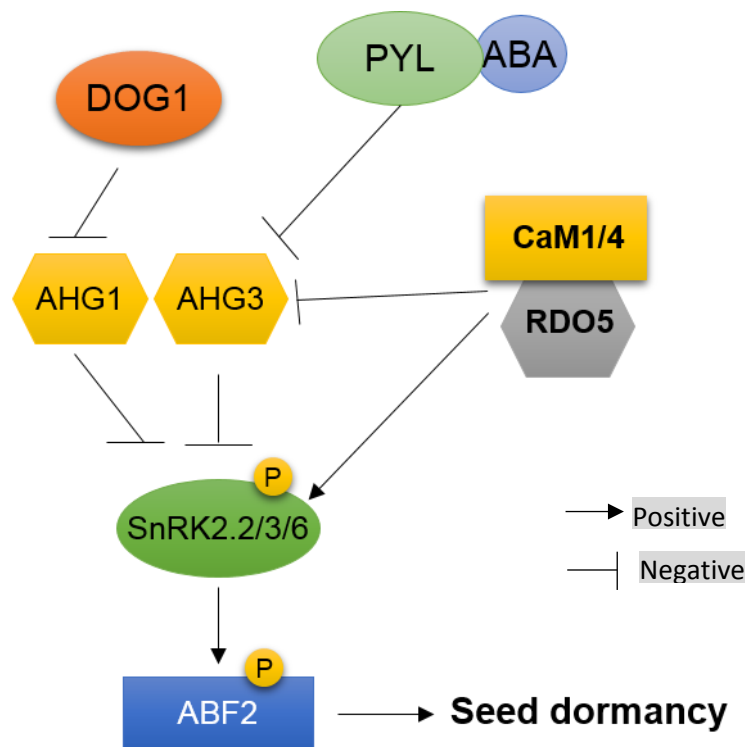 PYL
ABA
DOG1
CaM1/4
AHG1
AHG3
RDO5
P
SnRK2.2/3/6
Positive
Negative
P
ABF2
Seed dormancy